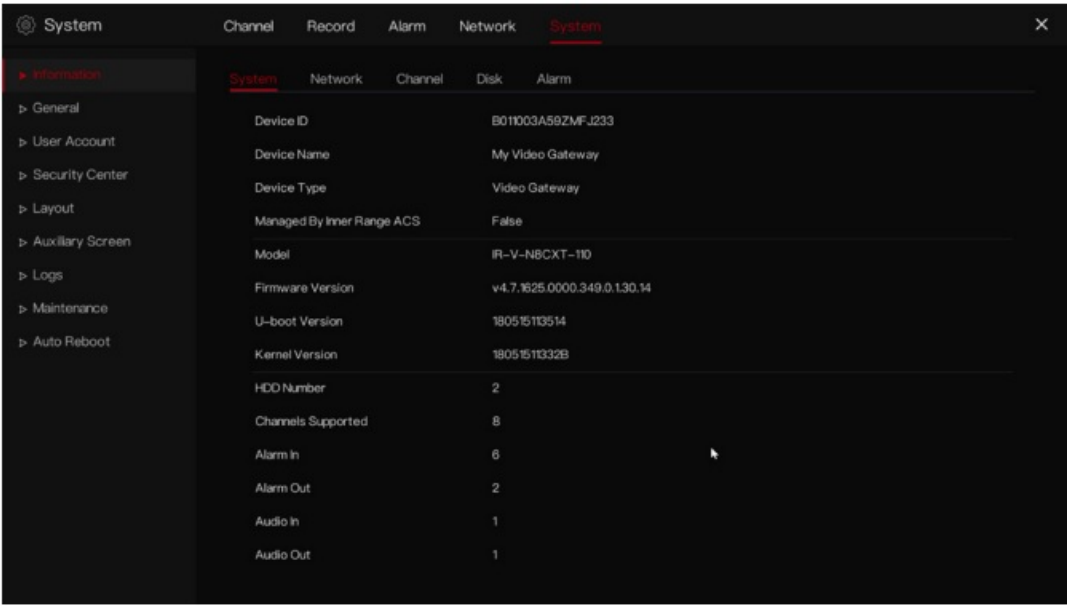 System Channel Record Alarm Network System
Information
System Network Channel Disk Alarm
General
User Account
Security Center
Layout
Auxiliary Screen
Logs
Maintenance
Auto Reboot
Device ID B011003A59ZMFJ233
Device Name My Video Gateway
Device Type Video Gateway
Managed By Inner Range ACS False
Model IR-V-N8CXT-110
Firmware Version v4.7.1625.0000.349.0.1.30.14
U-boot Version 180515113514
Kernel Version 18051511332B
HDD Number 2
Channels Supported 8
Alarm In 6
Alarm Out 2
Audio In 1
Audio Out 1